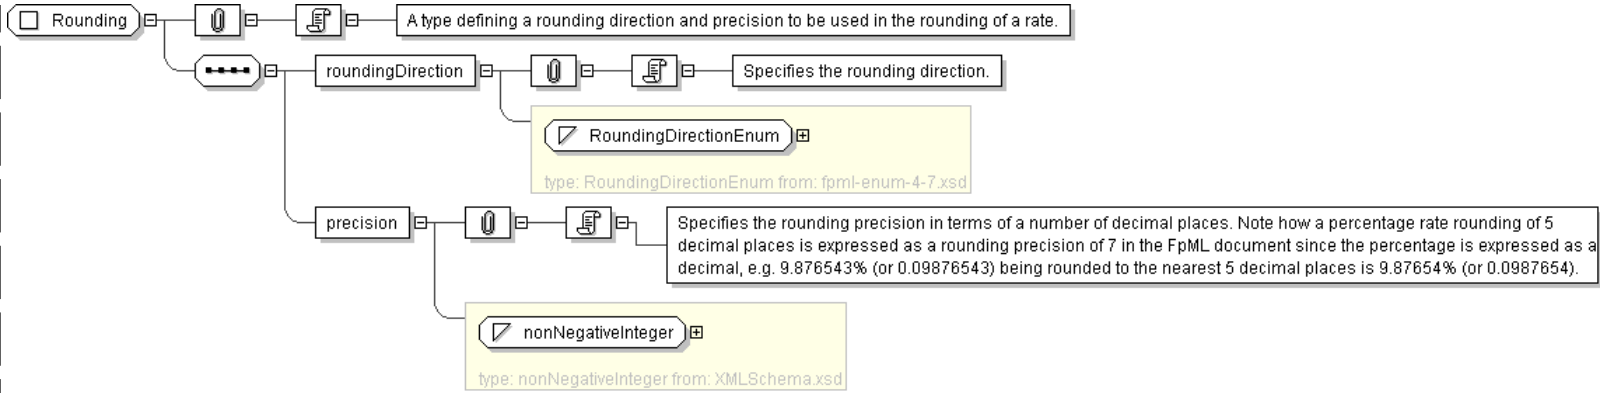 Rounding
A type defining a rounding direction and precision to be used in the rounding of a rate.
roundingDirection
Specifies the rounding direction.
RoundingDirectionEnum
type: RoundingDirectionEnum from: fpml-enum-4-7.xsd
precision
Specifies the rounding precision in terms of a number of decimal places. Note how a percentage rate rounding of 5
decimal places is expressed as a rounding precision of 7 in the FpML document since the percentage is expressed as a
decimal, e.g. 9.876543% (or 0.09876543) being rounded to the nearest 5 decimal places is 9.87654% (or 0.0987654).
nonNegativeInteger
type: nonNegativeInteger from: XMLSchema.xsd